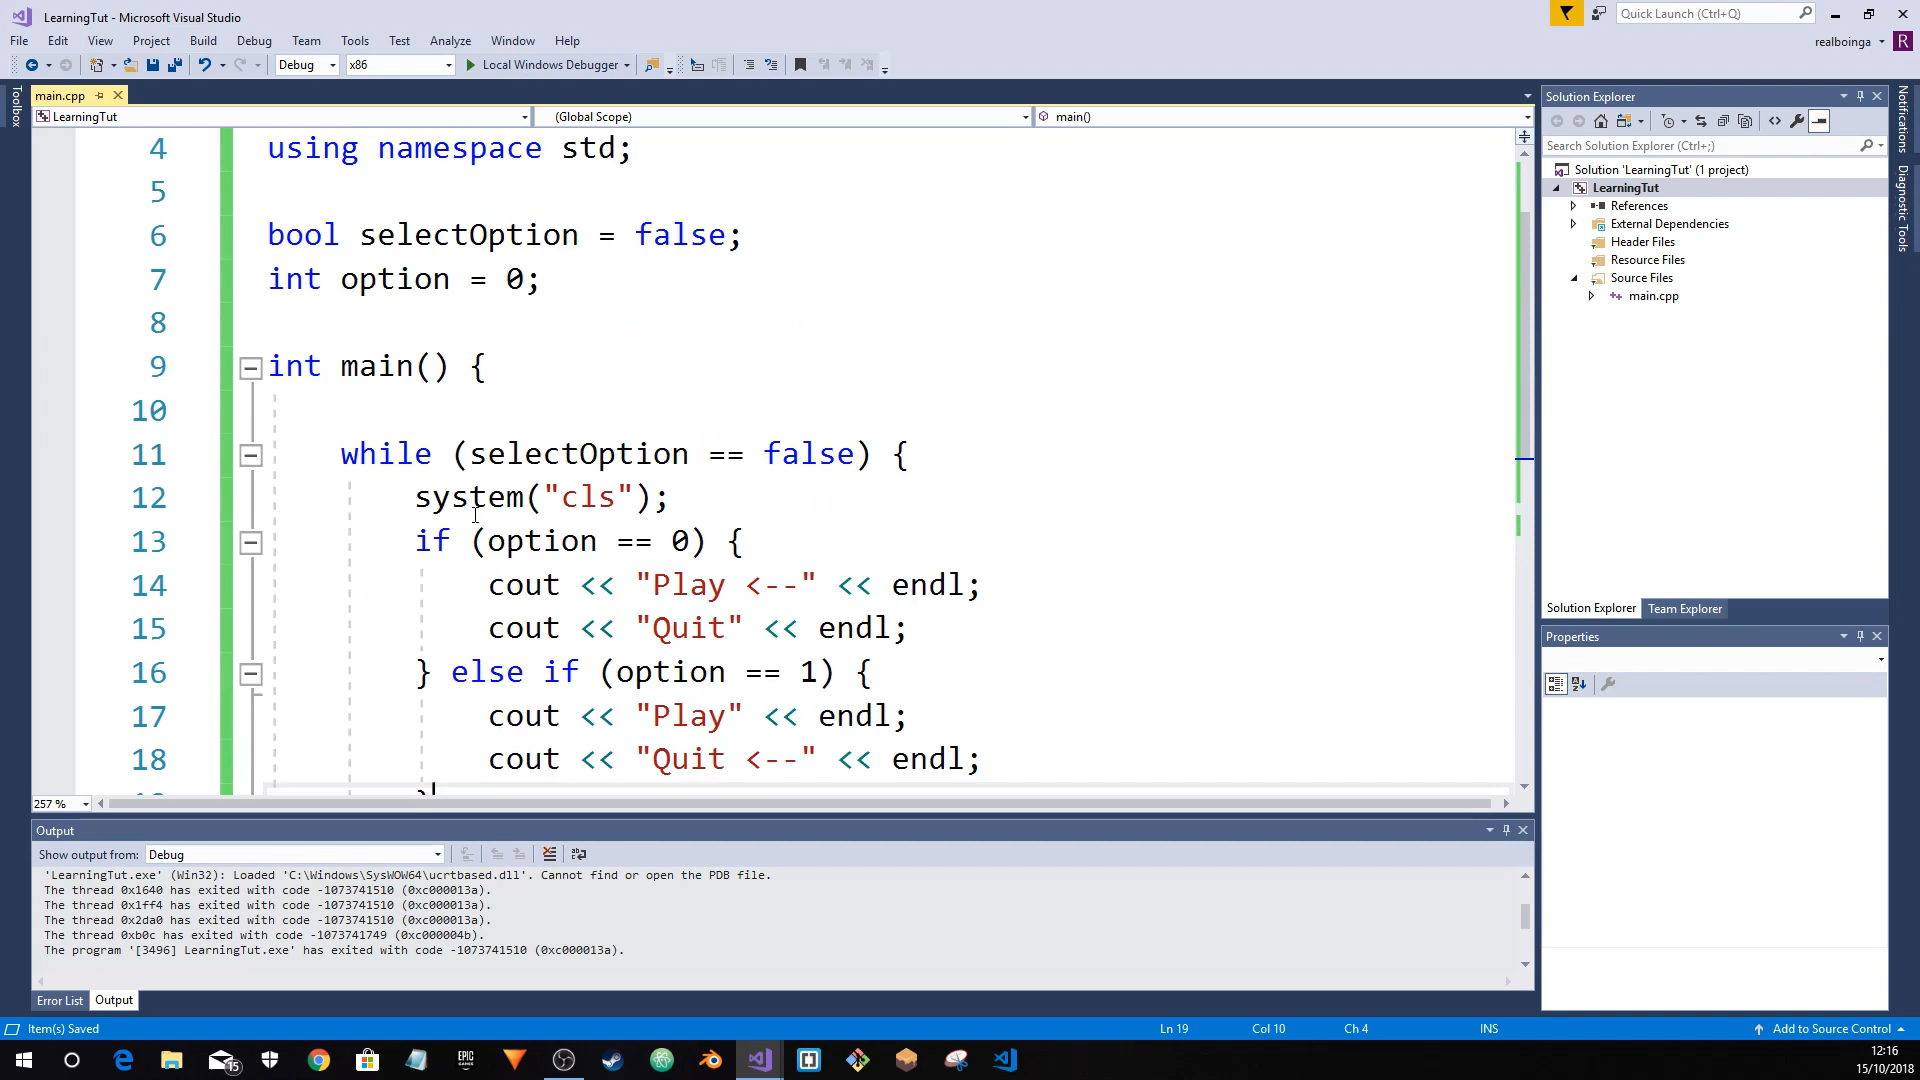 LearningTut - Microsoft Visual Studio
Quick Launch (Ctrl+Q)
File Edit View Project Build Debug Team Tools Test Analyze Window Help
realboinga R
Debug x86 Local Windows Debugger
Toolbox
main.cpp
LearningTut (Global Scope) main()
4 using namespace std;
5
6 bool selectOption = false;
7 int option = 0;
8
9 int main() {
10
11 while (selectOption == false) {
12 system("cls");
13 if (option == 0) {
14 cout << "Play <--" << endl;
15 cout << "Quit" << endl;
16 } else if (option == 1) {
17 cout << "Play" << endl;
18 cout << "Quit <--" << endl;
257 %
Solution Explorer
Search Solution Explorer (Ctrl+;)
Solution 'LearningTut' (1 project)
LearningTut
References
External Dependencies
Header Files
Resource Files
Source Files
main.cpp
Solution Explorer Team Explorer
Properties
Notifications
Diagnostic Tools
Output
Show output from: Debug
'LearningTut.exe' (Win32): Loaded 'C:\Windows\SysWOW64\ucrtbased.dll'. Cannot find or open the PDB file.
The thread 0x1640 has exited with code -1073741510 (0xc000013a).
The thread 0x1ff4 has exited with code -1073741510 (0xc000013a).
The thread 0x2da0 has exited with code -1073741510 (0xc000013a).
The thread 0xb0c has exited with code -1073741749 (0xc000004b).
The program '[3496] LearningTut.exe' has exited with code -1073741510 (0xc000013a).
Error List Output
Item(s) Saved Ln 19 Col 10 Ch 4 INS Add to Source Control
15
EPIC GAMES
12:16
15/10/2018